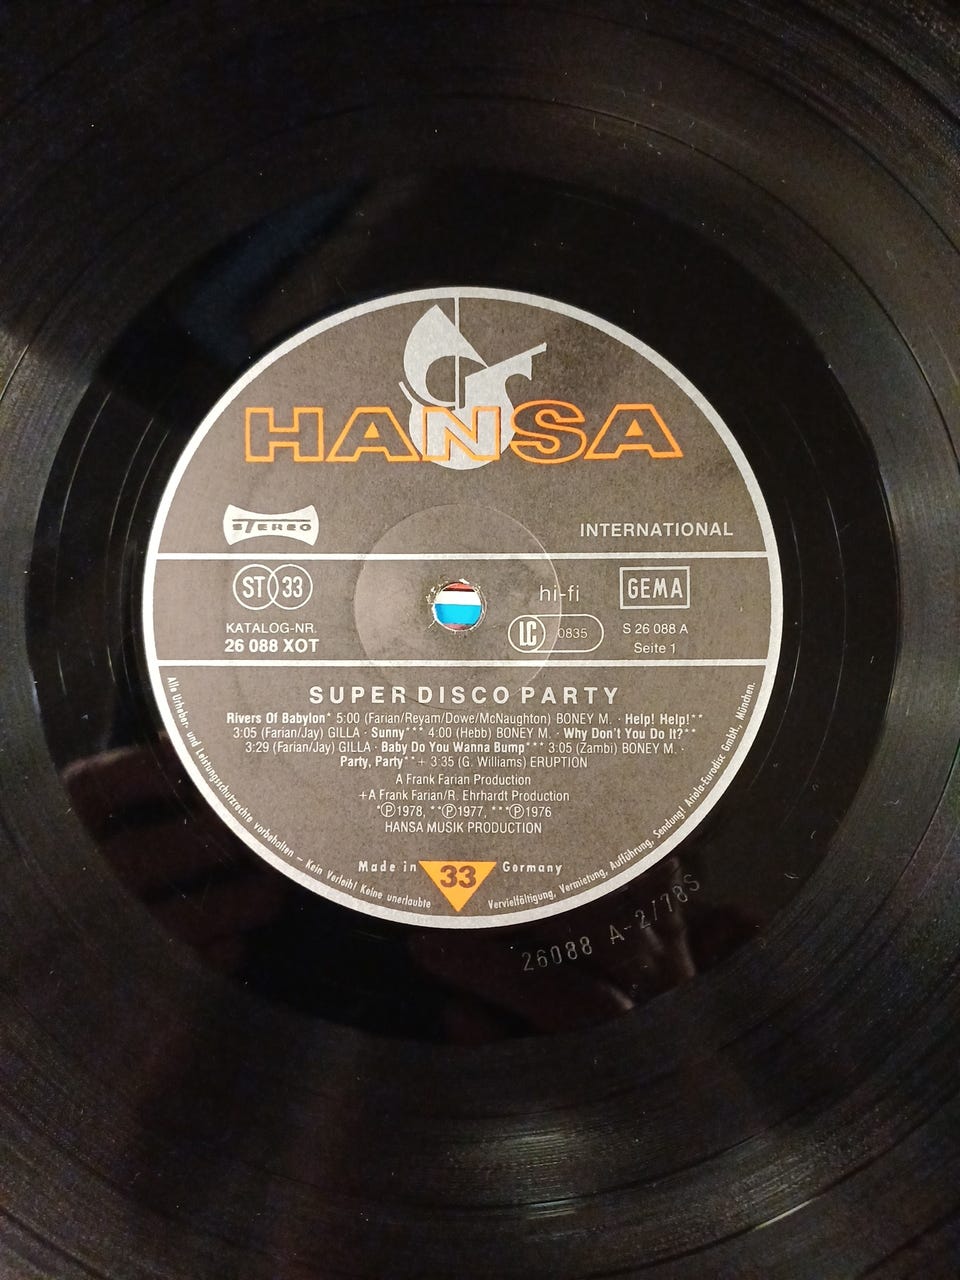 HANSA
STEREO
INTERNATIONAL
ST 33
hi-fi
GEMA
LC 0835
KATALOG-NR.
26 088 XOT
S 26 088 A
Seite 1
SUPER DISCO PARTY
Rivers Of Babylon* 5:00 (Farian/Reyam/Dowe/McNaughton) BONEY M. · Help! Help!**
3:05 (Farian/Jay) GILLA · Sunny*** 4:00 (Hebb) BONEY M. · Why Don't You Do It?**
3:29 (Farian/Jay) GILLA · Baby Do You Wanna Bump*** 3:05 (Zambi) BONEY M. ·
Party, Party**+ 3:35 (G. Williams) ERUPTION
A Frank Farian Production
+A Frank Farian/R. Ehrhardt Production
*Ⓟ1978, **Ⓟ1977, ***Ⓟ1976
HANSA MUSIK PRODUCTION
Made in 33 Germany
Alle Urheber- und Leistungsschutzrechte vorbehalten – Kein Verleih! Keine unerlaubte Vervielfältigung, Vermietung, Aufführung, Sendung! Ariola-Eurodisc GmbH., München.
26088 A-2/78S